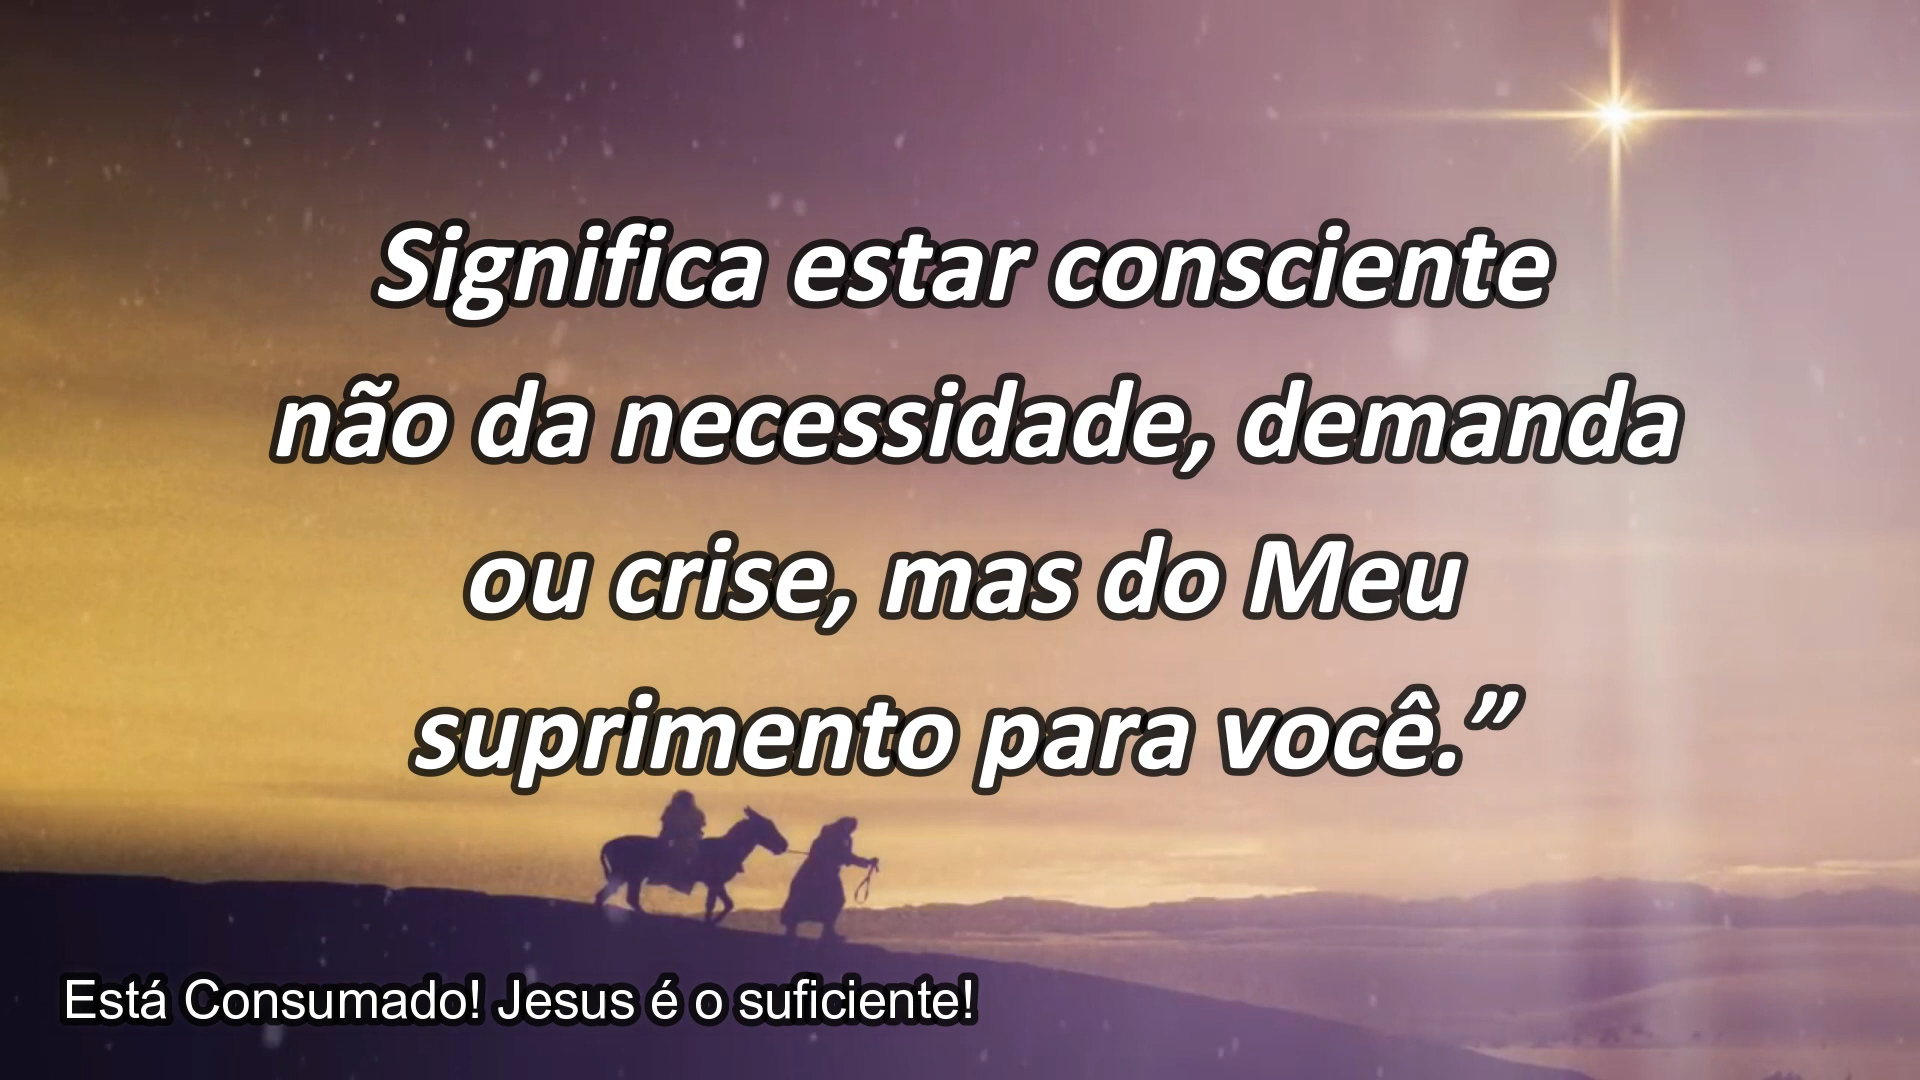 Significa estar consciente
não da necessidade, demanda
ou crise, mas do Meu
suprimento para você.”
Está Consumado! Jesus é o suficiente!